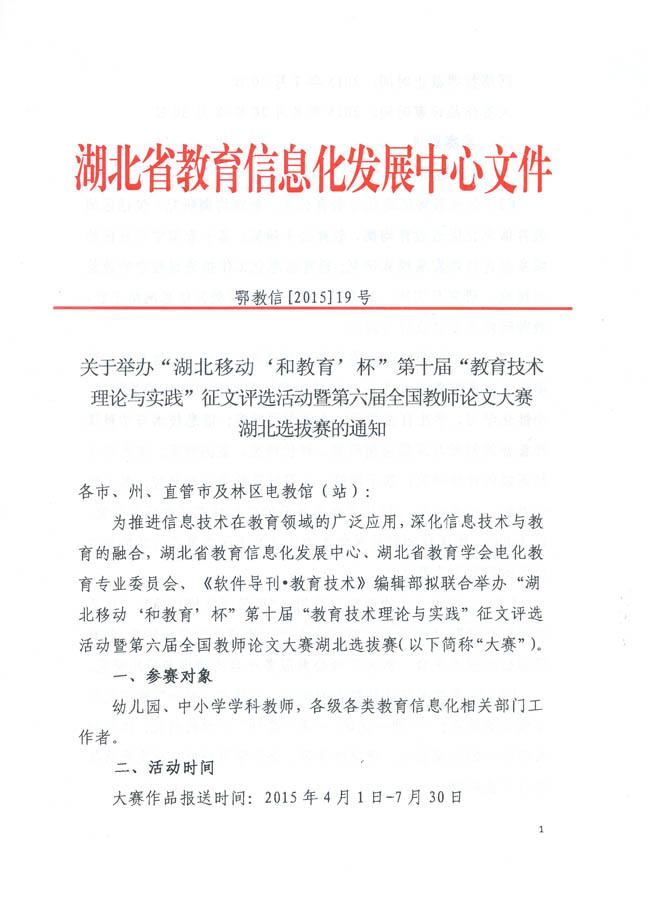 湖北省教育信息化发展中心文件
鄂教信[2015]19号
关于举办“湖北移动‘和教育’杯”第十届“教育技术
理论与实践”征文评选活动暨第六届全国教师论文大赛
湖北选拔赛的通知
各市、州、直管市及林区电教馆（站）：
为推进信息技术在教育领域的广泛应用，深化信息技术与教
育的融合，湖北省教育信息化发展中心、湖北省教育学会电化教
育专业委员会、《软件导刊•教育技术》编辑部拟联合举办“湖
北移动‘和教育’杯”第十届“教育技术理论与实践”征文评选
活动暨第六届全国教师论文大赛湖北选拔赛（以下简称“大赛”）。
一、参赛对象
幼儿园、中小学学科教师，各级各类教育信息化相关部门工
作者。
二、活动时间
大赛作品报送时间：2015年4月1日-7月30日
1